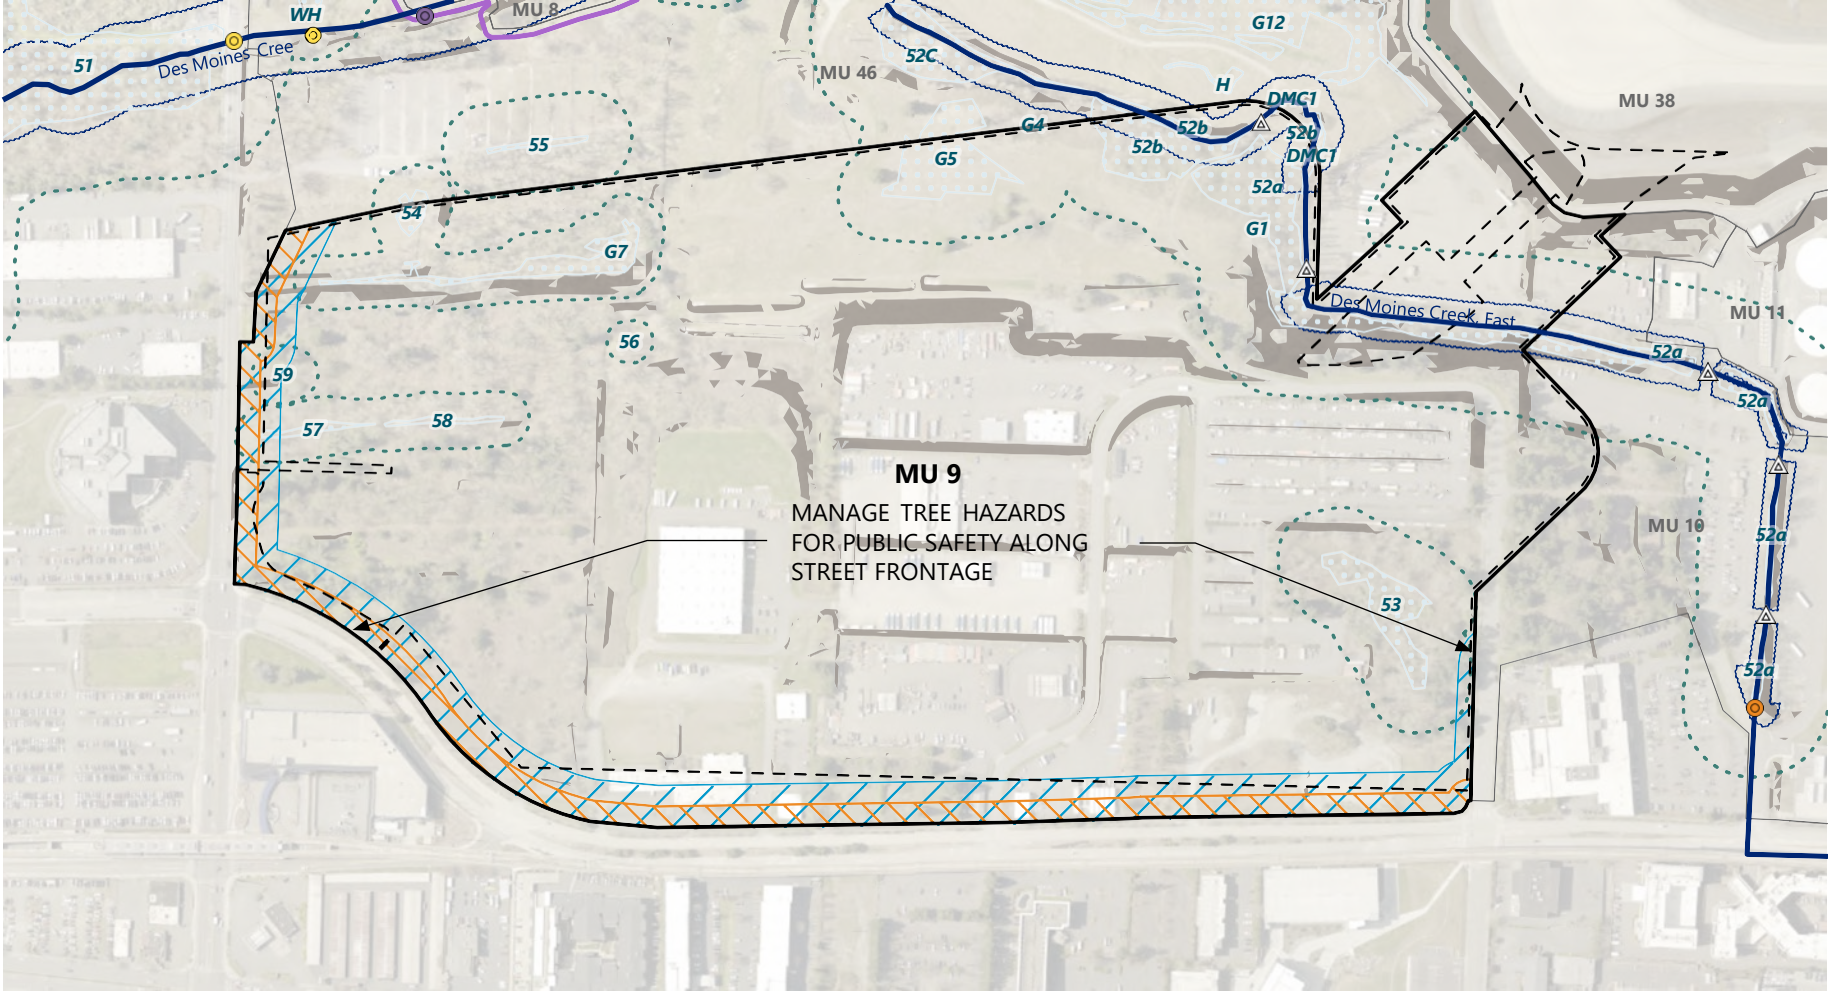 WH
MU 8
51
Des Moines Cree
G12
52C
MU 46
H
DMC1
MU 38
G4
52b
52b
55
G5
52b
DMC1
52a
54
G1
G7
Des Moines Creek, East
MU 11
56
52a
59
52a
57
58
MU 9
MANAGE TREE HAZARDS
FOR PUBLIC SAFETY ALONG
STREET FRONTAGE
MU 10
52a
53
52a